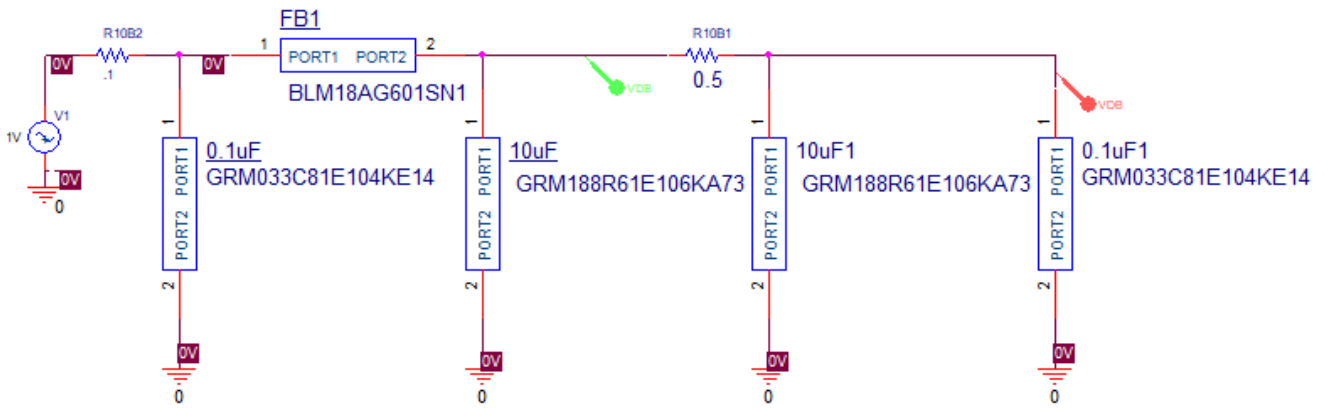 FB1
R10B2
.1
0V
0V
1
PORT1 PORT2
2
BLM18AG601SN1
VDB
R10B1
0.5
VDB
V1
1V
0V
0
1
PORT1
PORT2
2
0.1uF
GRM033C81E104KE14
0V
0
1
PORT1
PORT2
2
10uF
GRM188R61E106KA73
0V
0
1
PORT1
PORT2
2
10uF1
GRM188R61E106KA73
0V
0
1
PORT1
PORT2
2
0.1uF1
GRM033C81E104KE14
0V
0